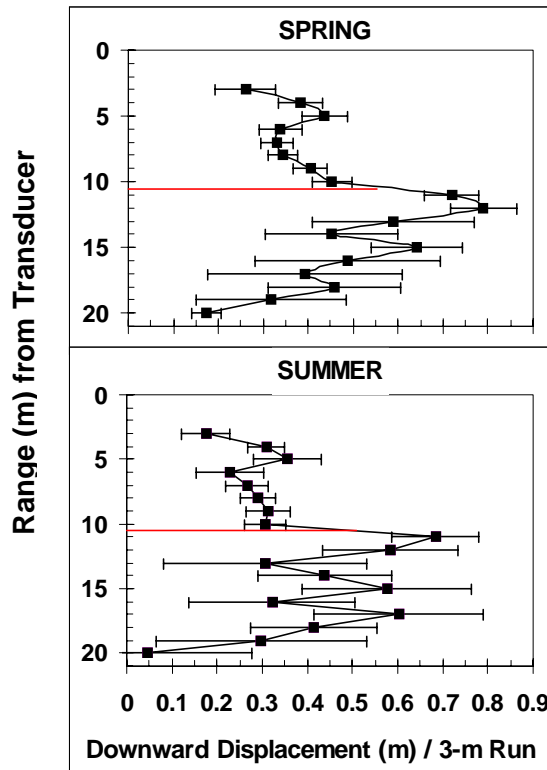 SPRING
0
5
10
15
20
SUMMER
0
5
10
15
20
0 0.1 0.2 0.3 0.4 0.5 0.6 0.7 0.8 0.9
Range (m) from Transducer
Downward Displacement (m) / 3-m Run